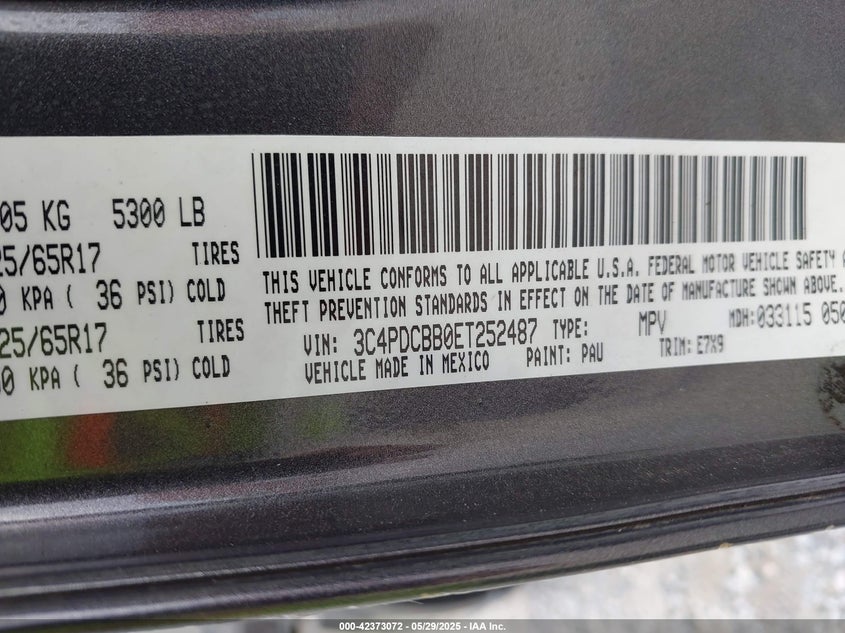 05 KG 5300 LB
25/65R17 TIRES
0 KPA ( 36 PSI) COLD
25/65R17 TIRES
0 KPA ( 36 PSI) COLD
THIS VEHICLE CONFORMS TO ALL APPLICABLE U.S.A. FEDERAL MOTOR VEHICLE SAFETY A
THEFT PREVENTION STANDARDS IN EFFECT ON THE DATE OF MANUFACTURE SHOWN ABOVE.
VIN: 3C4PDCBB0ET252487 TYPE: MPV MDH: 033115 050
VEHICLE MADE IN MEXICO PAINT: PAU TRIM: E7X9
000-42373072 | 05/29/2025 - IAA Inc.